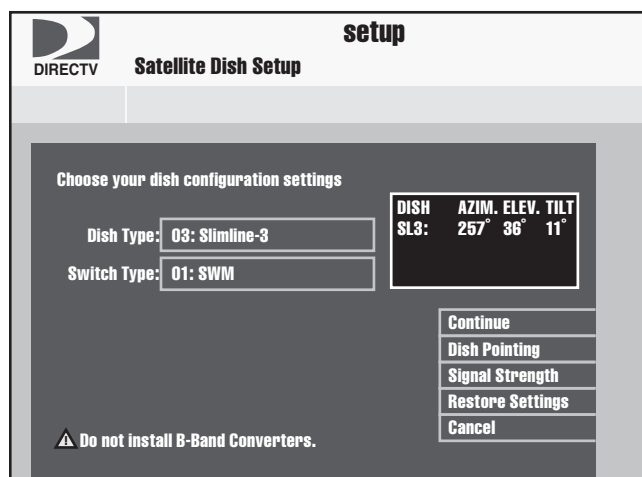 setup
DIRECTV
Satellite Dish Setup
Choose your dish configuration settings
Dish Type: 03: Slimline-3
Switch Type: 01: SWM
DISH AZIM. ELEV. TILT
SL3: 257° 36° 11°
Continue
Dish Pointing
Signal Strength
Restore Settings
Cancel
Do not install B-Band Converters.